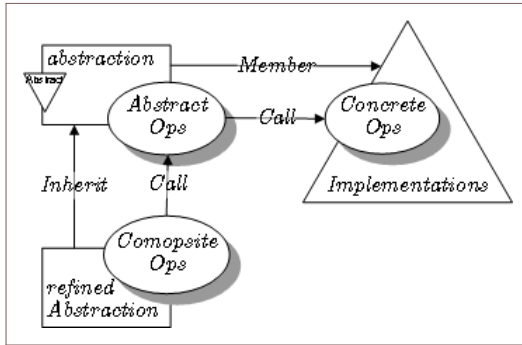 abstraction
Abstract
Member
Abstract
Ops
Call
Concrete
Ops
Inherit
Call
Implementations
Comopsite
Ops
refined
Abstraction